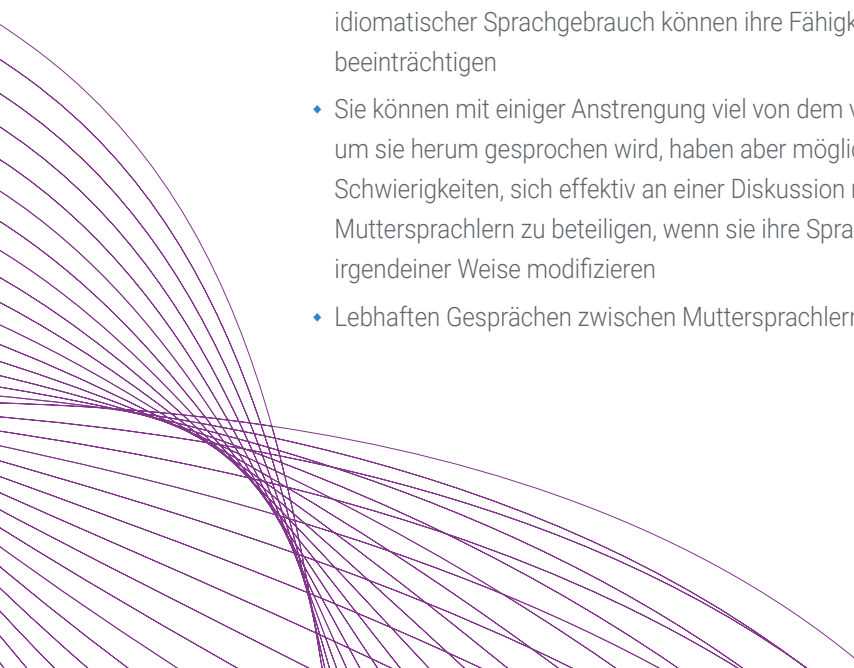 idiomatischer Sprachgebrauch können ihre Fähigk
beeinträchtigen
Sie können mit einiger Anstrengung viel von dem
um sie herum gesprochen wird, haben aber mögli
Schwierigkeiten, sich effektiv an einer Diskussion
Muttersprachlern zu beteiligen, wenn sie ihre Spra
irgendeiner Weise modifizieren
Lebhaften Gesprächen zwischen Muttersprachlern